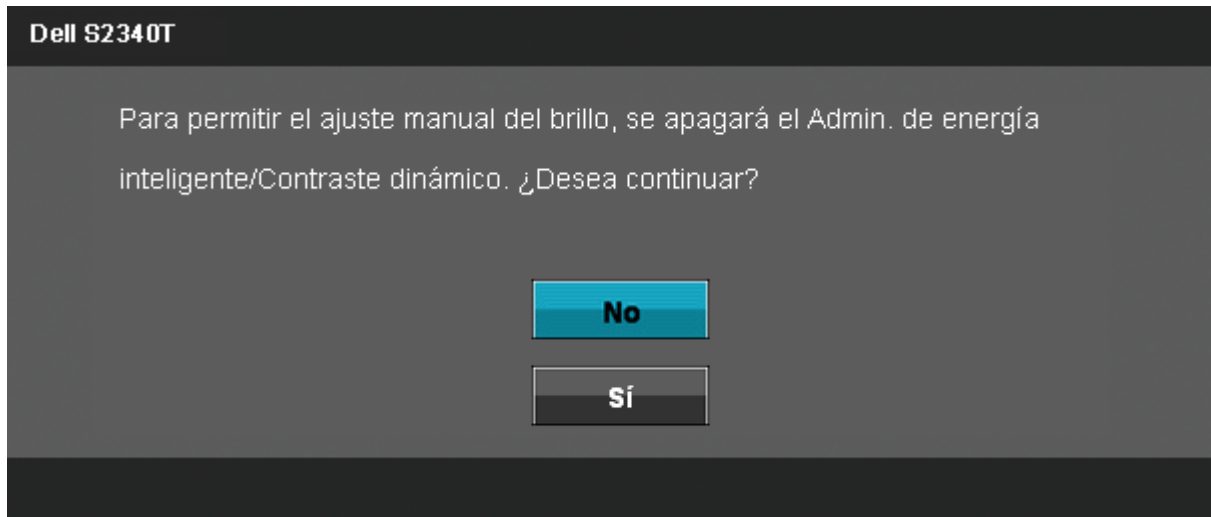 Dell S2340T
Para permitir el ajuste manual del brillo, se apagará el Admin. de energía
inteligente/Contraste dinámico. ¿Desea continuar?
No
Sí